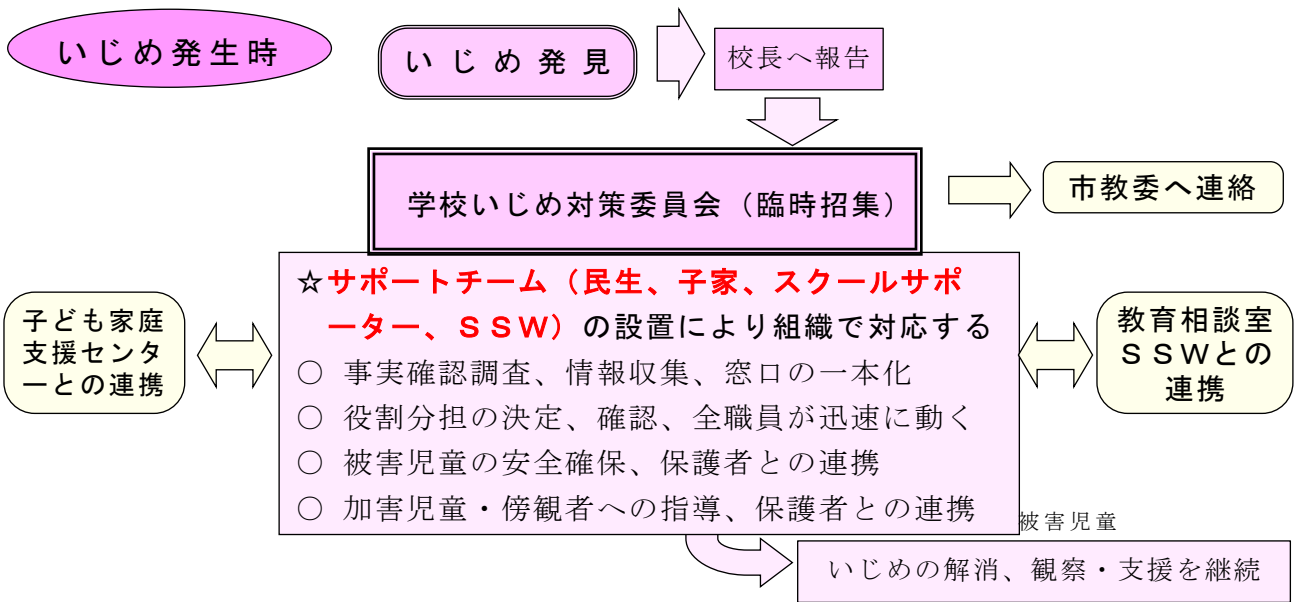 いじめ発生時
いじめ発見
校長へ報告
学校いじめ対策委員会（臨時招集）
市教委へ連絡
☆サポートチーム（民生、子家、スクールサポ
ーター、ＳＳＷ）の設置により組織で対応する
○ 事実確認調査、情報収集、窓口の一本化
○ 役割分担の決定、確認、全職員が迅速に動く
○ 被害児童の安全確保、保護者との連携
○ 加害児童・傍観者への指導、保護者との連携
子ども家庭
支援センタ
ーとの連携
教育相談室
ＳＳＷとの
連携
被害児童
いじめの解消、観察・支援を継続